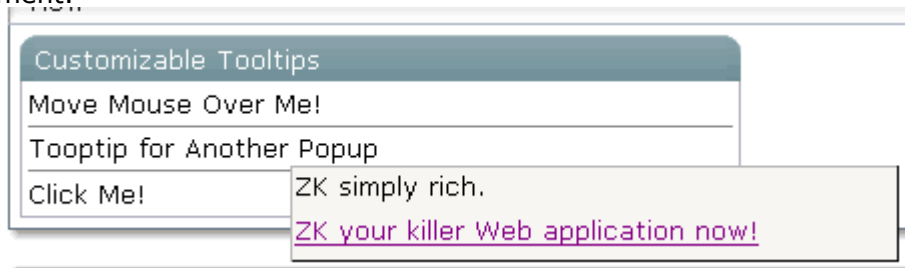 Customizable Tooltips
Move Mouse Over Me!
Tooptip for Another Popup
Click Me!
ZK simply rich.
ZK your killer Web application now!